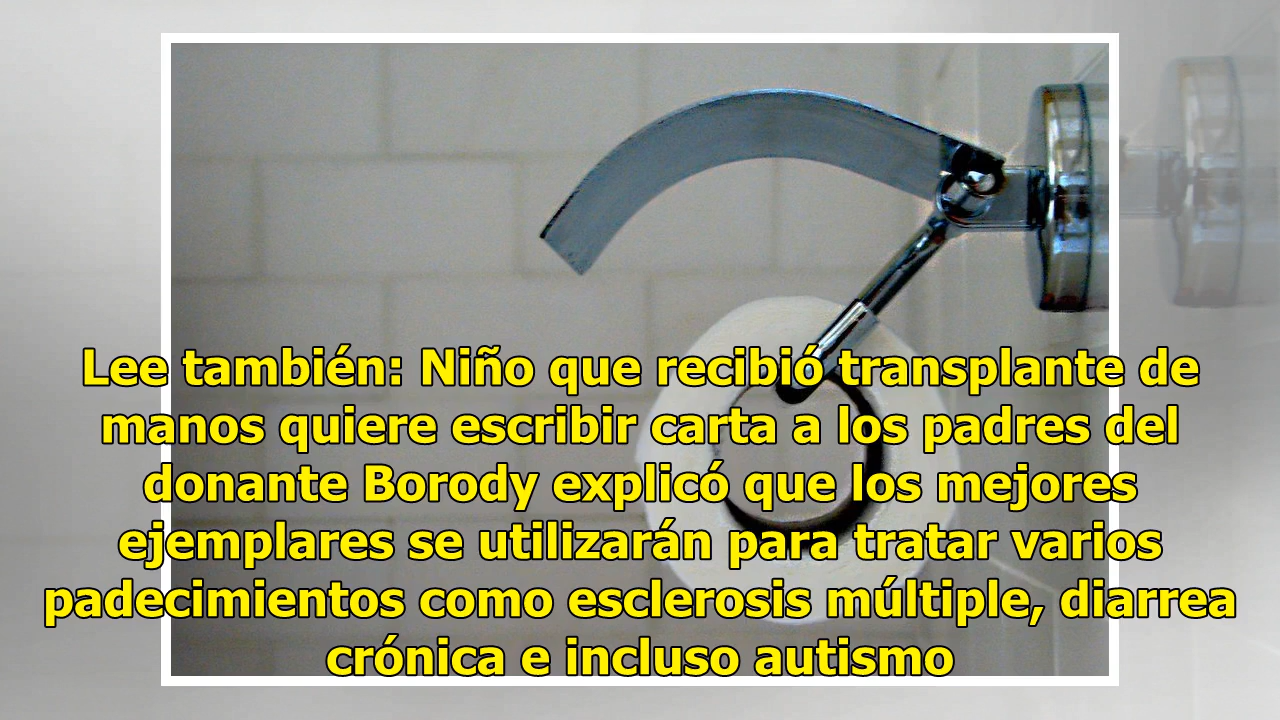 Lee también: Niño que recibió transplante de
manos quiere escribir carta a los padres del
donante Borody explicó que los mejores
ejemplares se utilizarán para tratar varios
padecimientos como esclerosis múltiple, diarrea
crónica e incluso autismo